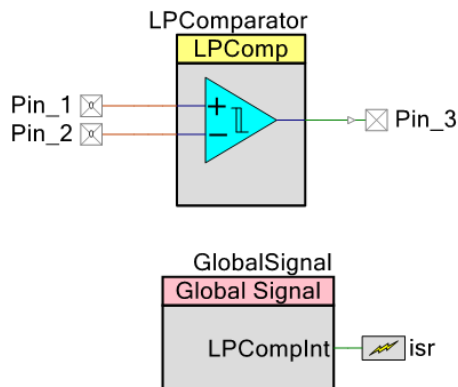 LPComparator
LPComp
Pin_1
Pin_2
Pin_3
GlobalSignal
Global Signal
LPCompInt
isr